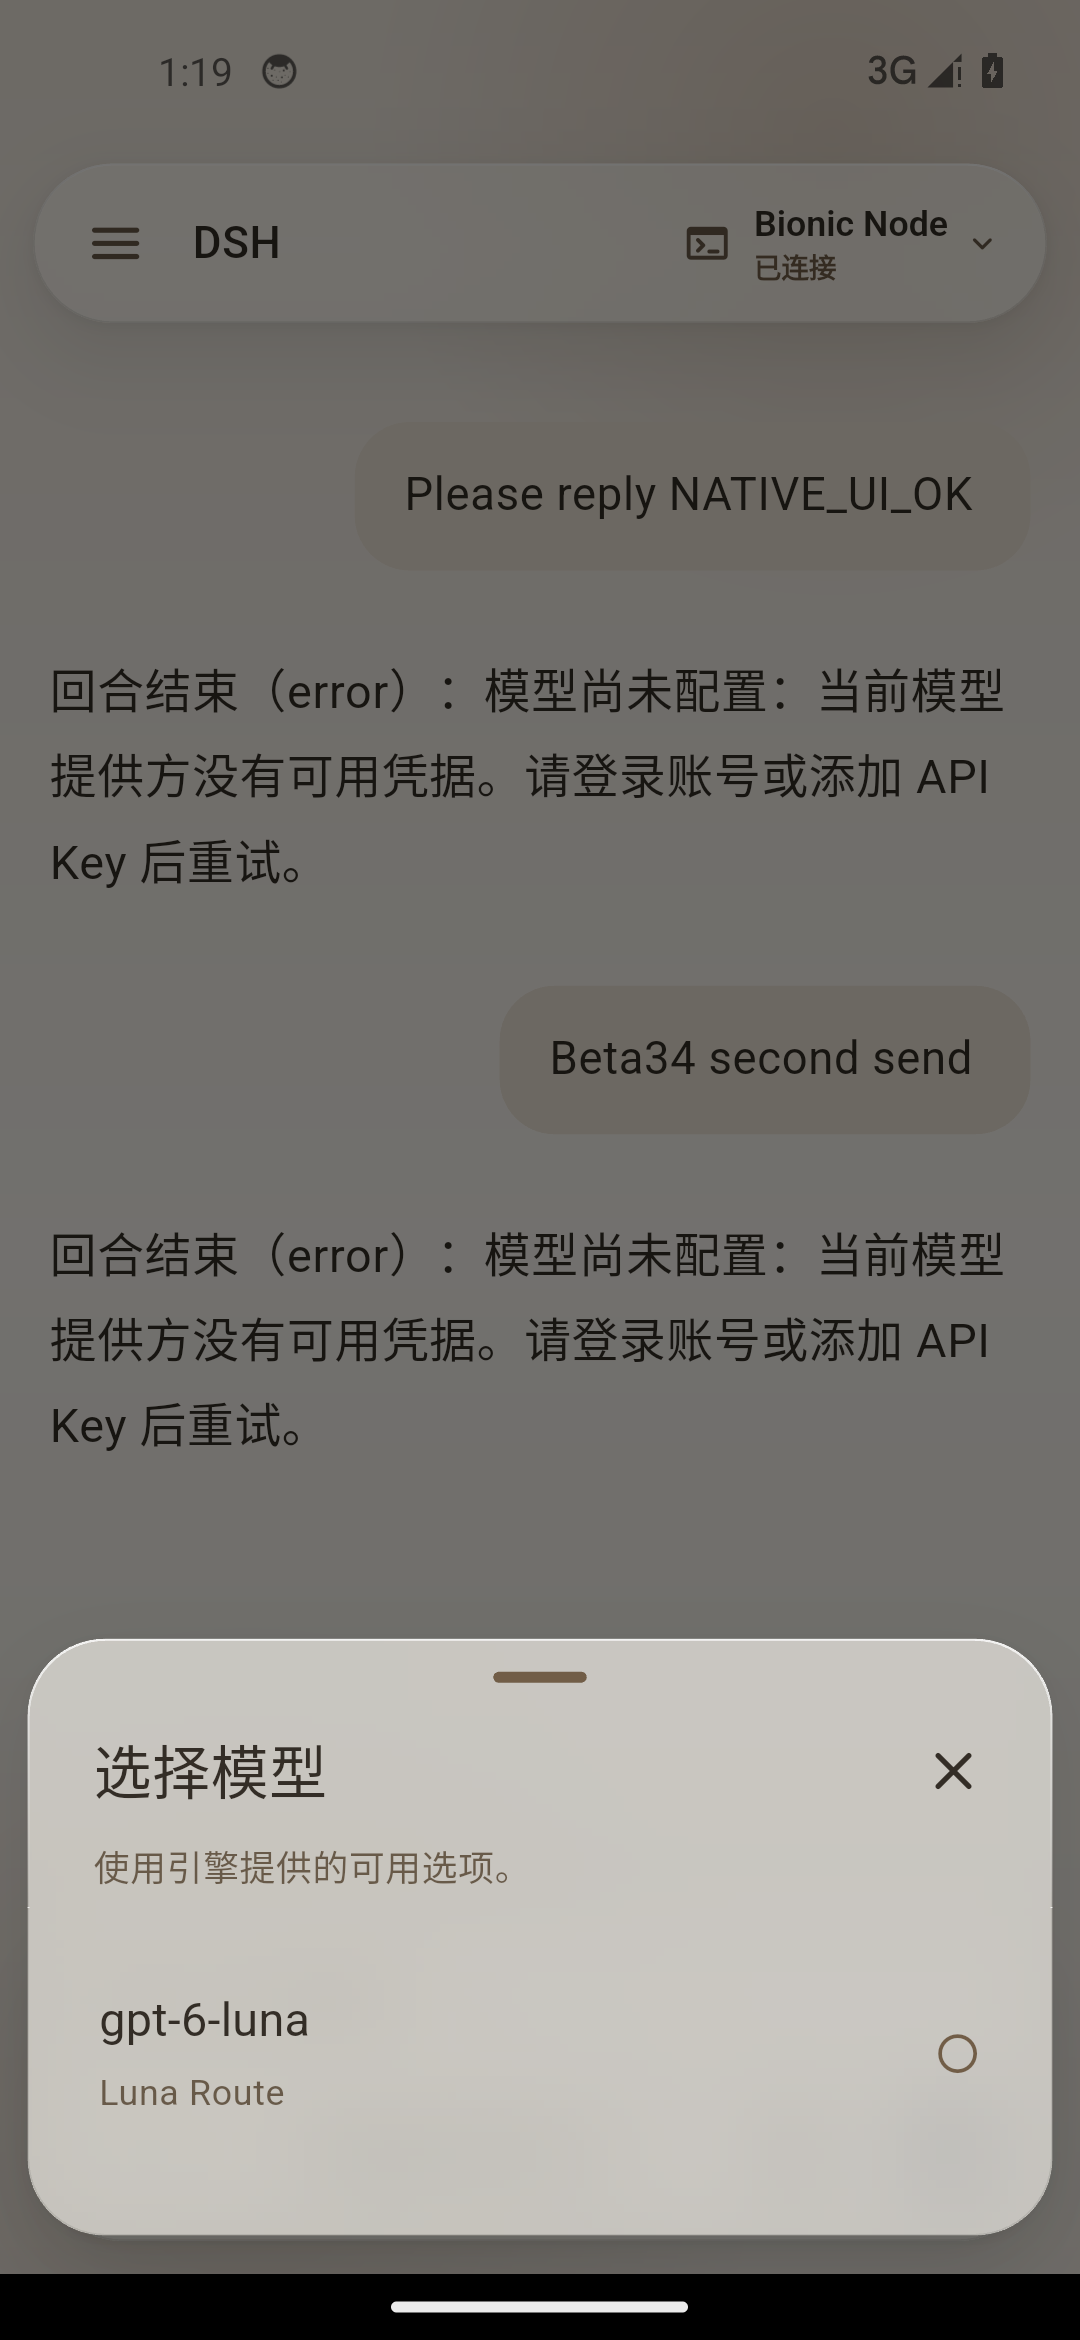 1:19
3G
DSH
Bionic Node
已连接
Please reply NATIVE_UI_OK
回合结束（error）：模型尚未配置：当前模型
提供方没有可用凭据。请登录账号或添加 API
Key 后重试。
Beta34 second send
回合结束（error）：模型尚未配置：当前模型
提供方没有可用凭据。请登录账号或添加 API
Key 后重试。
选择模型
使用引擎提供的可用选项。
gpt-6-luna
Luna Route